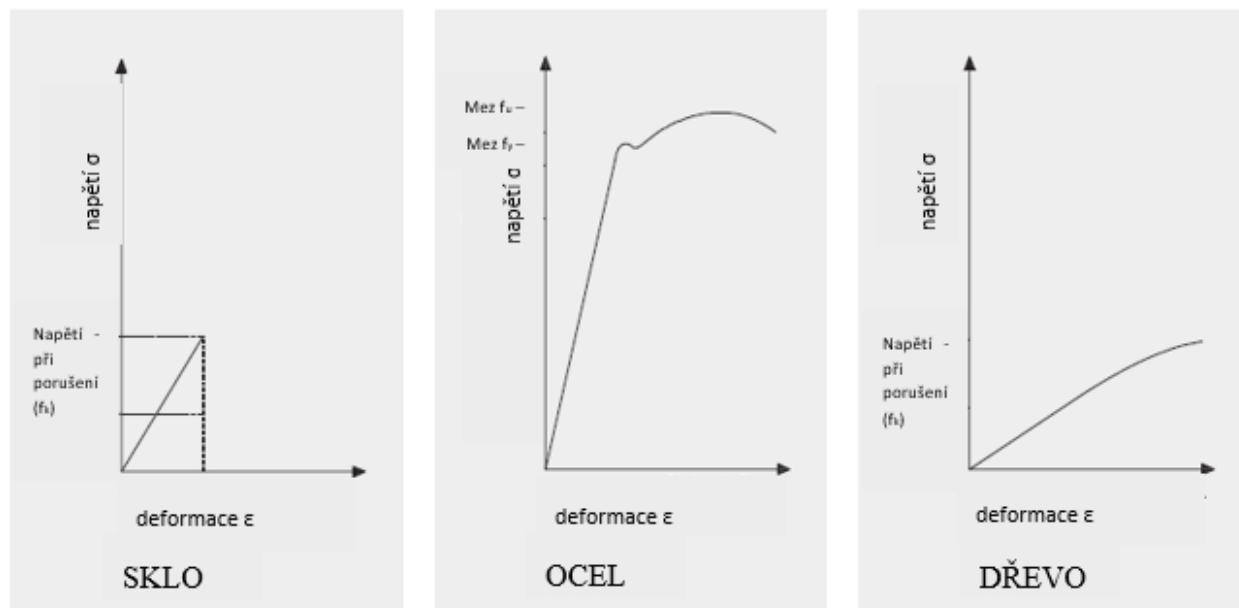 napětí σ
Napětí -
při
porušení
(fₖ)
deformace ε
SKLO
Mez fᵤ –
Mez fᵧ –
napětí σ
deformace ε
OCEL
napětí σ
Napětí -
při
porušení
(fₖ)
deformace ε
DŘEVO